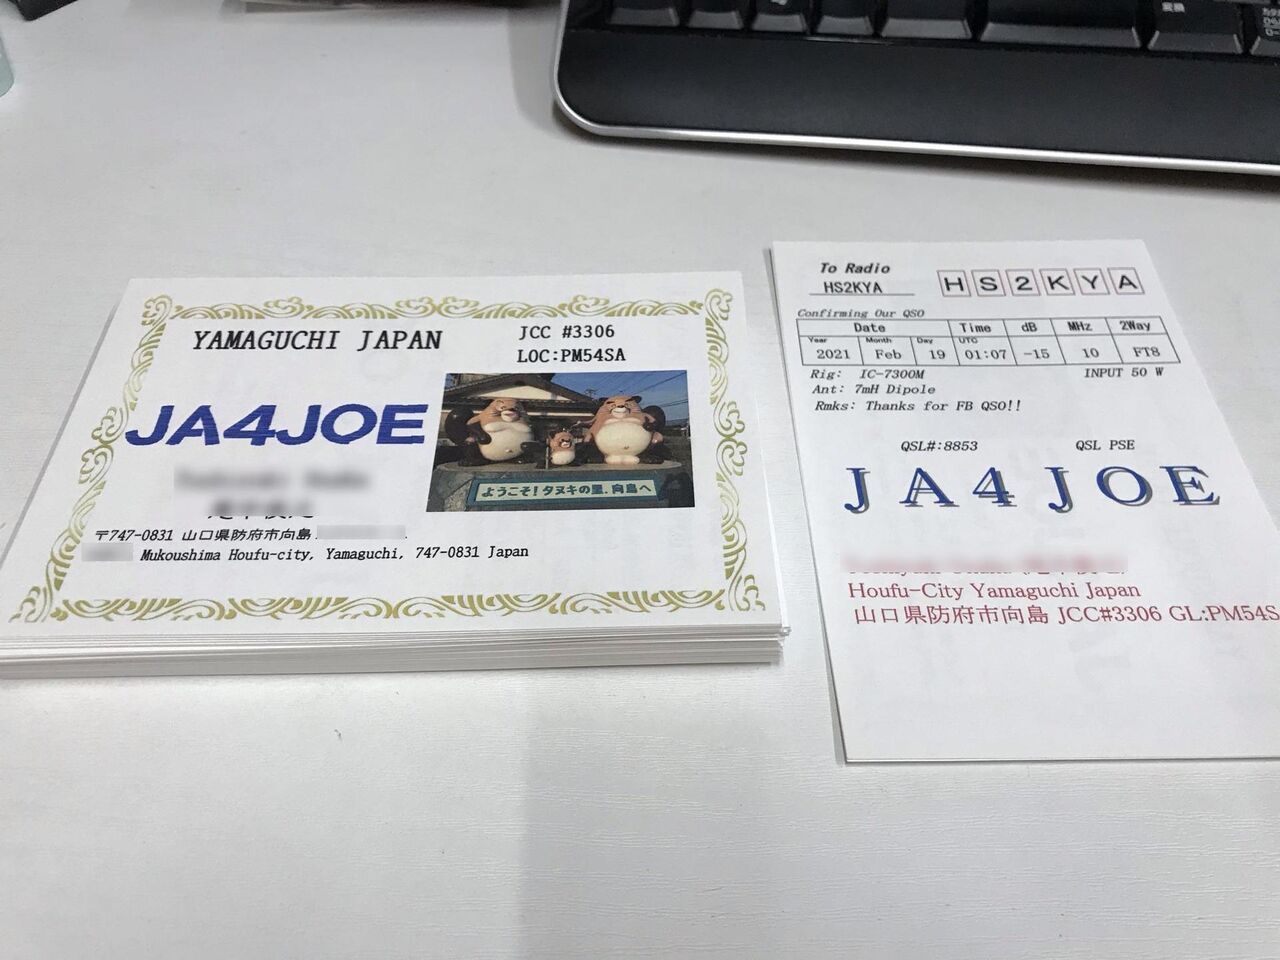 変換
YAMAGUCHI JAPAN
JCC #3306
LOC:PM54SA
JA4JOE
ようこそ!タヌキの里.向島へ
〒747-0831 山口県防府市向島
Mukoushima Houfu-city, Yamaguchi, 747-0831 Japan
To Radio
HS2KYA
HS2KYA
Confirming Our QSO
Date Time dB MHz 2Way
Year Month Day UTC
2021 Feb 19 01:07 -15 10 FT8
Rig: IC-7300M INPUT 50 W
Ant: 7mH Dipole
Rmks: Thanks for FB QSO!!
QSL#:8853 QSL PSE
JA4JOE
Houfu-City Yamaguchi Japan
山口県防府市向島 JCC#3306 GL:PM54S